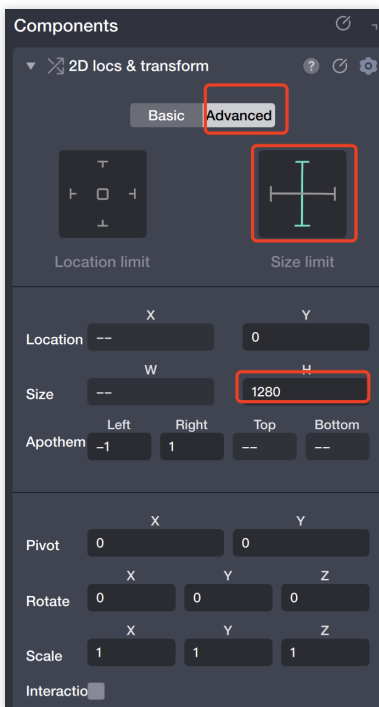 Components
2D locs & transform ?
Basic Advanced
Location limit Size limit
X Y
Location -- 0
W H
Size -- 1280
Left Right Top Bottom
Apothem -1 1 -- --
X Y
Pivot 0 0
X Y Z
Rotate 0 0 0
X Y Z
Scale 1 1 1
Interactio